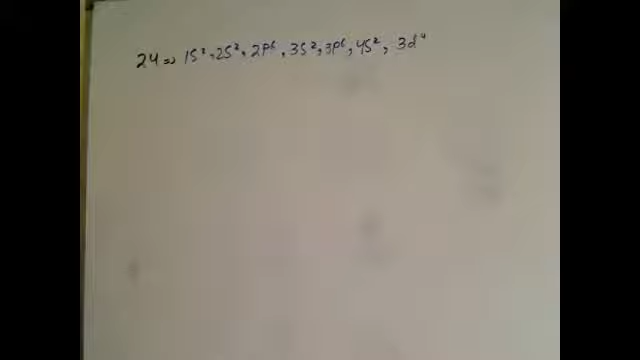 24 ⇒ 1S², 2S², 2P⁶, 3S², 3P⁶, 4S², 3d⁴